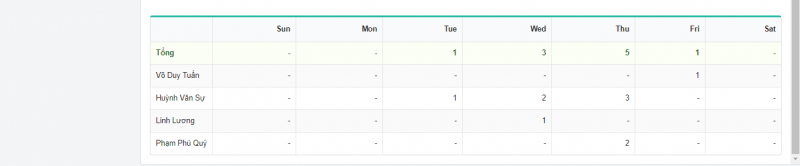 Sun Mon Tue Wed Thu Fri Sat
Tổng - - 1 3 5 1 -
Võ Duy Tuấn - - - - - 1 -
Huỳnh Văn Sự - - 1 2 3 - -
Linh Lương - - - 1 - - -
Phạm Phú Quý - - - - 2 - -